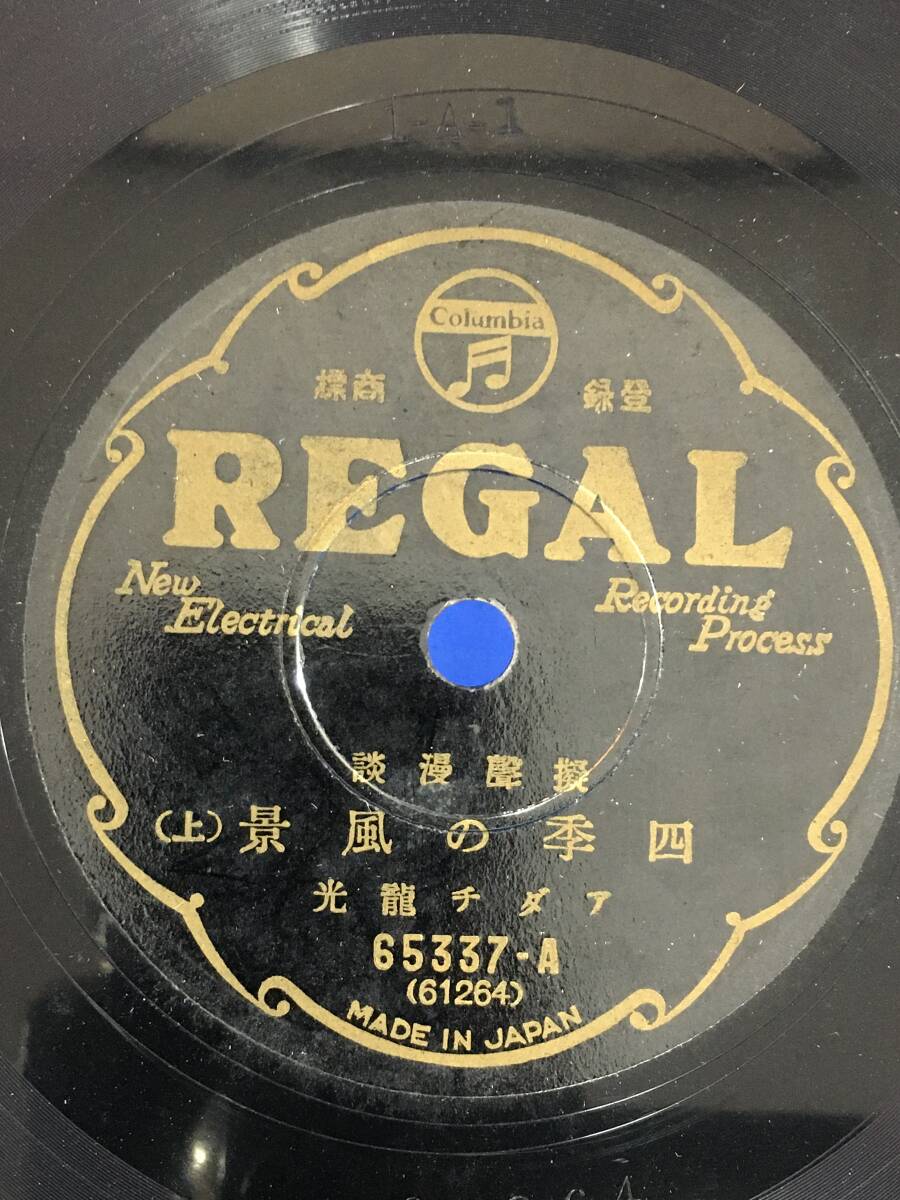 1-A-1
Columbia
登録 商標
REGAL
New Electrical
Recording Process
擬聲漫談
四季の風景(上)
アダチ龍光
65337-A
(61264)
MADE IN JAPAN